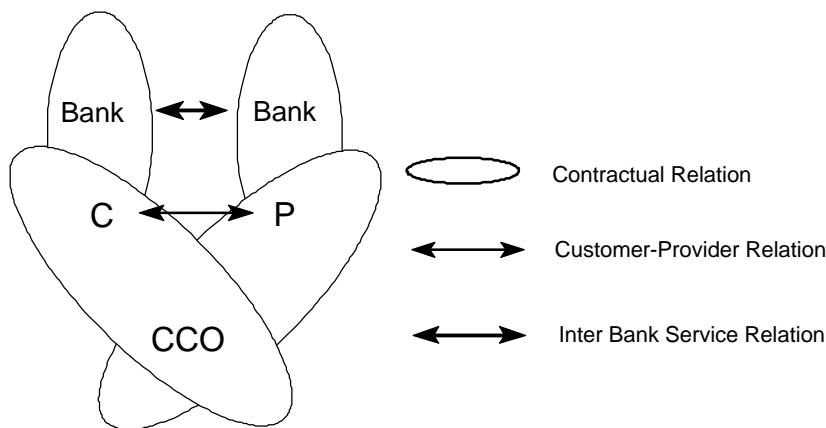 Bank Bank
Contractual Relation
C P
Customer-Provider Relation
CCO
Inter Bank Service Relation